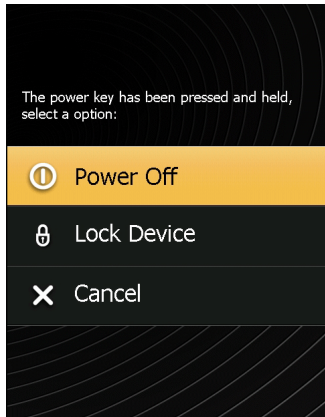 The power key has been pressed and held,
select a option:
Power Off
Lock Device
Cancel